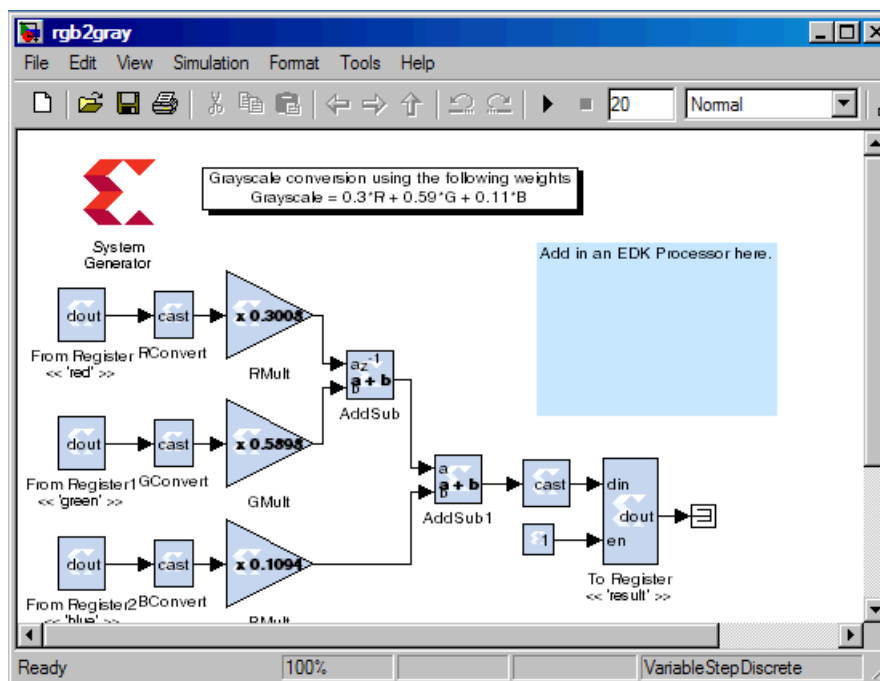 rgb2gray
File Edit View Simulation Format Tools Help
20 Normal
Grayscale conversion using the following weights
Grayscale = 0.3*R + 0.59*G + 0.11*B
System
Generator
Add in an EDK Processor here.
dout
cast
x 0.3008
From Register
<< 'red' >>
RConvert
RMult
a
z-1
a + b
b
AddSub
dout
cast
x 0.5898
From Register1
<< 'green' >>
GConvert
GMult
a
a + b
b
AddSub1
cast
din
dout
en
1
To Register
<< 'result' >>
dout
cast
x 0.1094
From Register2
<< 'blue' >>
BConvert
Ready 100% VariableStepDiscrete